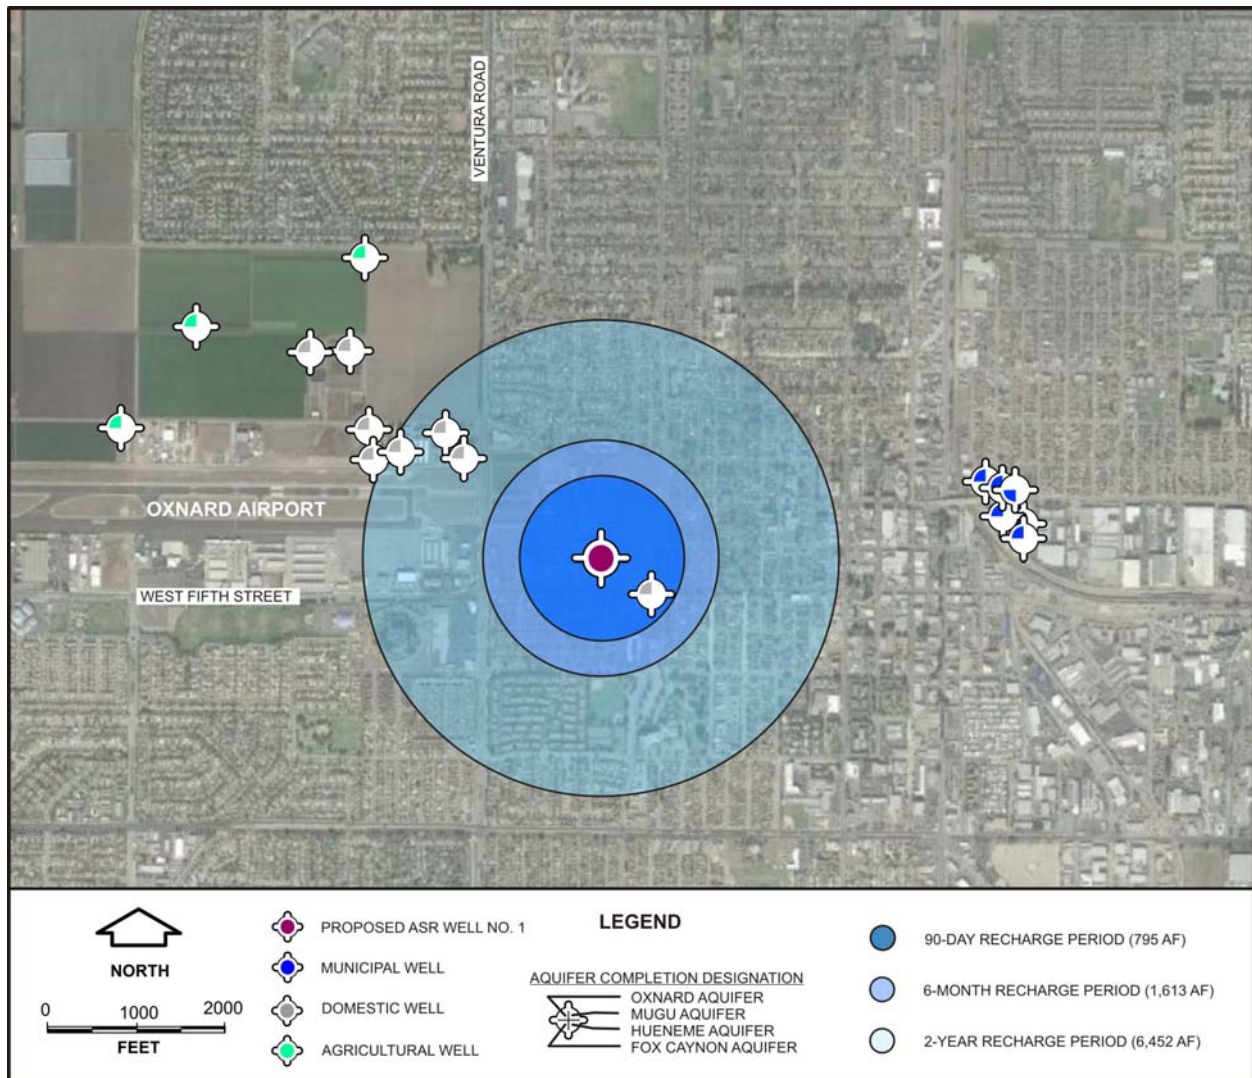 VENTURA ROAD
OXNARD AIRPORT
WEST FIFTH STREET
LEGEND
NORTH
0 1000 2000
FEET
PROPOSED ASR WELL NO. 1
MUNICIPAL WELL
DOMESTIC WELL
AGRICULTURAL WELL
AQUIFER COMPLETION DESIGNATION
OXNARD AQUIFER
MUGU AQUIFER
HUENEME AQUIFER
FOX CAYNON AQUIFER
90-DAY RECHARGE PERIOD (795 AF)
6-MONTH RECHARGE PERIOD (1,613 AF)
2-YEAR RECHARGE PERIOD (6,452 AF)